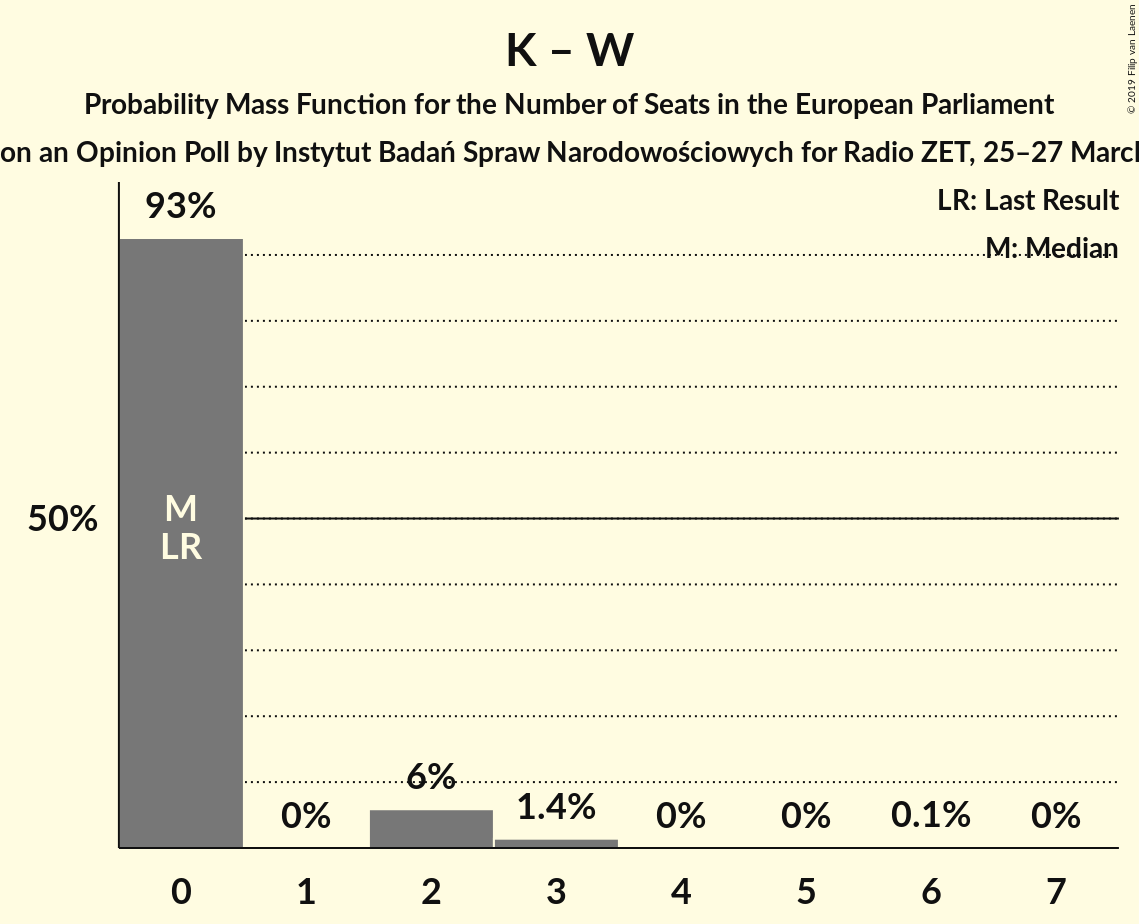 K – W
Probability Mass Function for the Number of Seats in the European Parliament
on an Opinion Poll by Instytut Badań Spraw Narodowościowych for Radio ZET, 25–27 March
LR: Last Result
M: Median
93%
50%
M
LR
0%
6%
1.4%
0%
0%
0.1%
0%
0 1 2 3 4 5 6 7
© 2019 Filip van Laenen